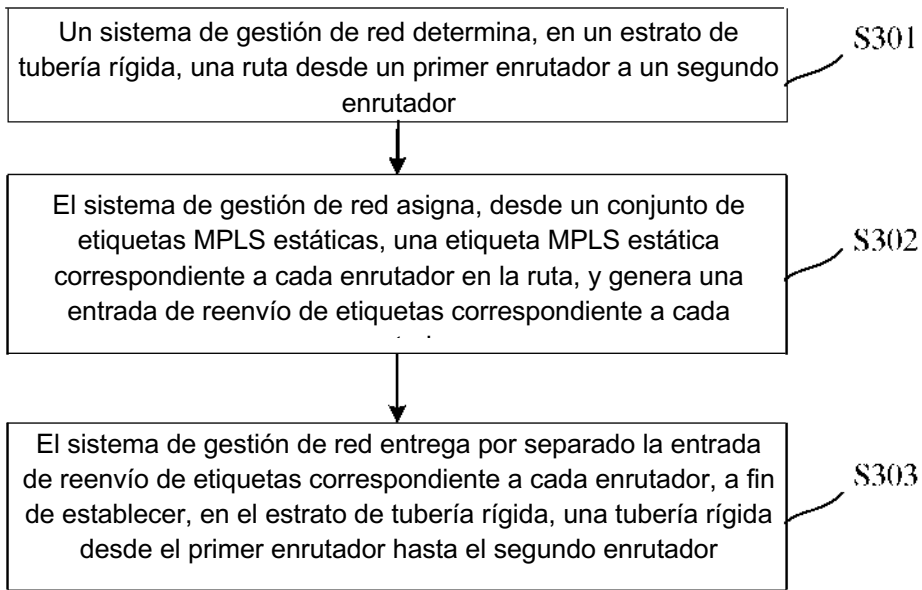 Un sistema de gestión de red determina, en un estrato de
tubería rígida, una ruta desde un primer enrutador a un segundo
enrutador
S301
El sistema de gestión de red asigna, desde un conjunto de
etiquetas MPLS estáticas, una etiqueta MPLS estática
correspondiente a cada enrutador en la ruta, y genera una
entrada de reenvío de etiquetas correspondiente a cada
S302
El sistema de gestión de red entrega por separado la entrada
de reenvío de etiquetas correspondiente a cada enrutador, a fin
de establecer, en el estrato de tubería rígida, una tubería rígida
desde el primer enrutador hasta el segundo enrutador
S303